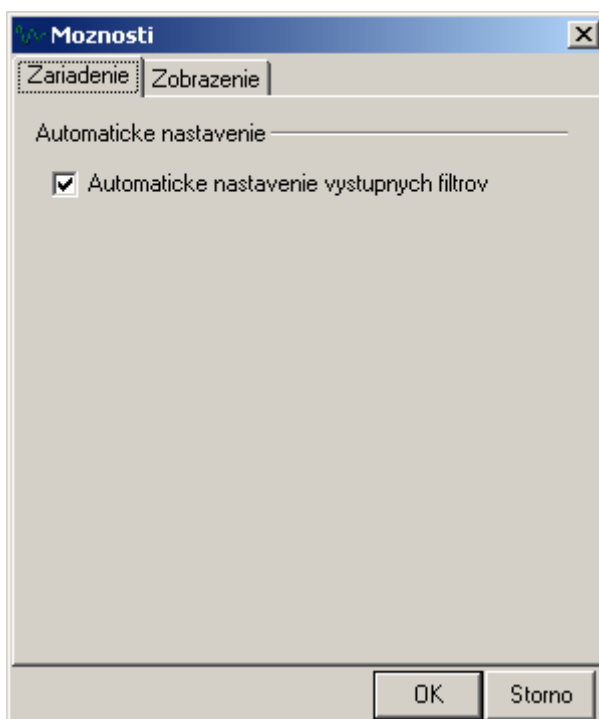 Moznosti
Zariadenie Zobrazenie
Automaticke nastavenie
Automaticke nastavenie vystupnych filtrov
OK Storno